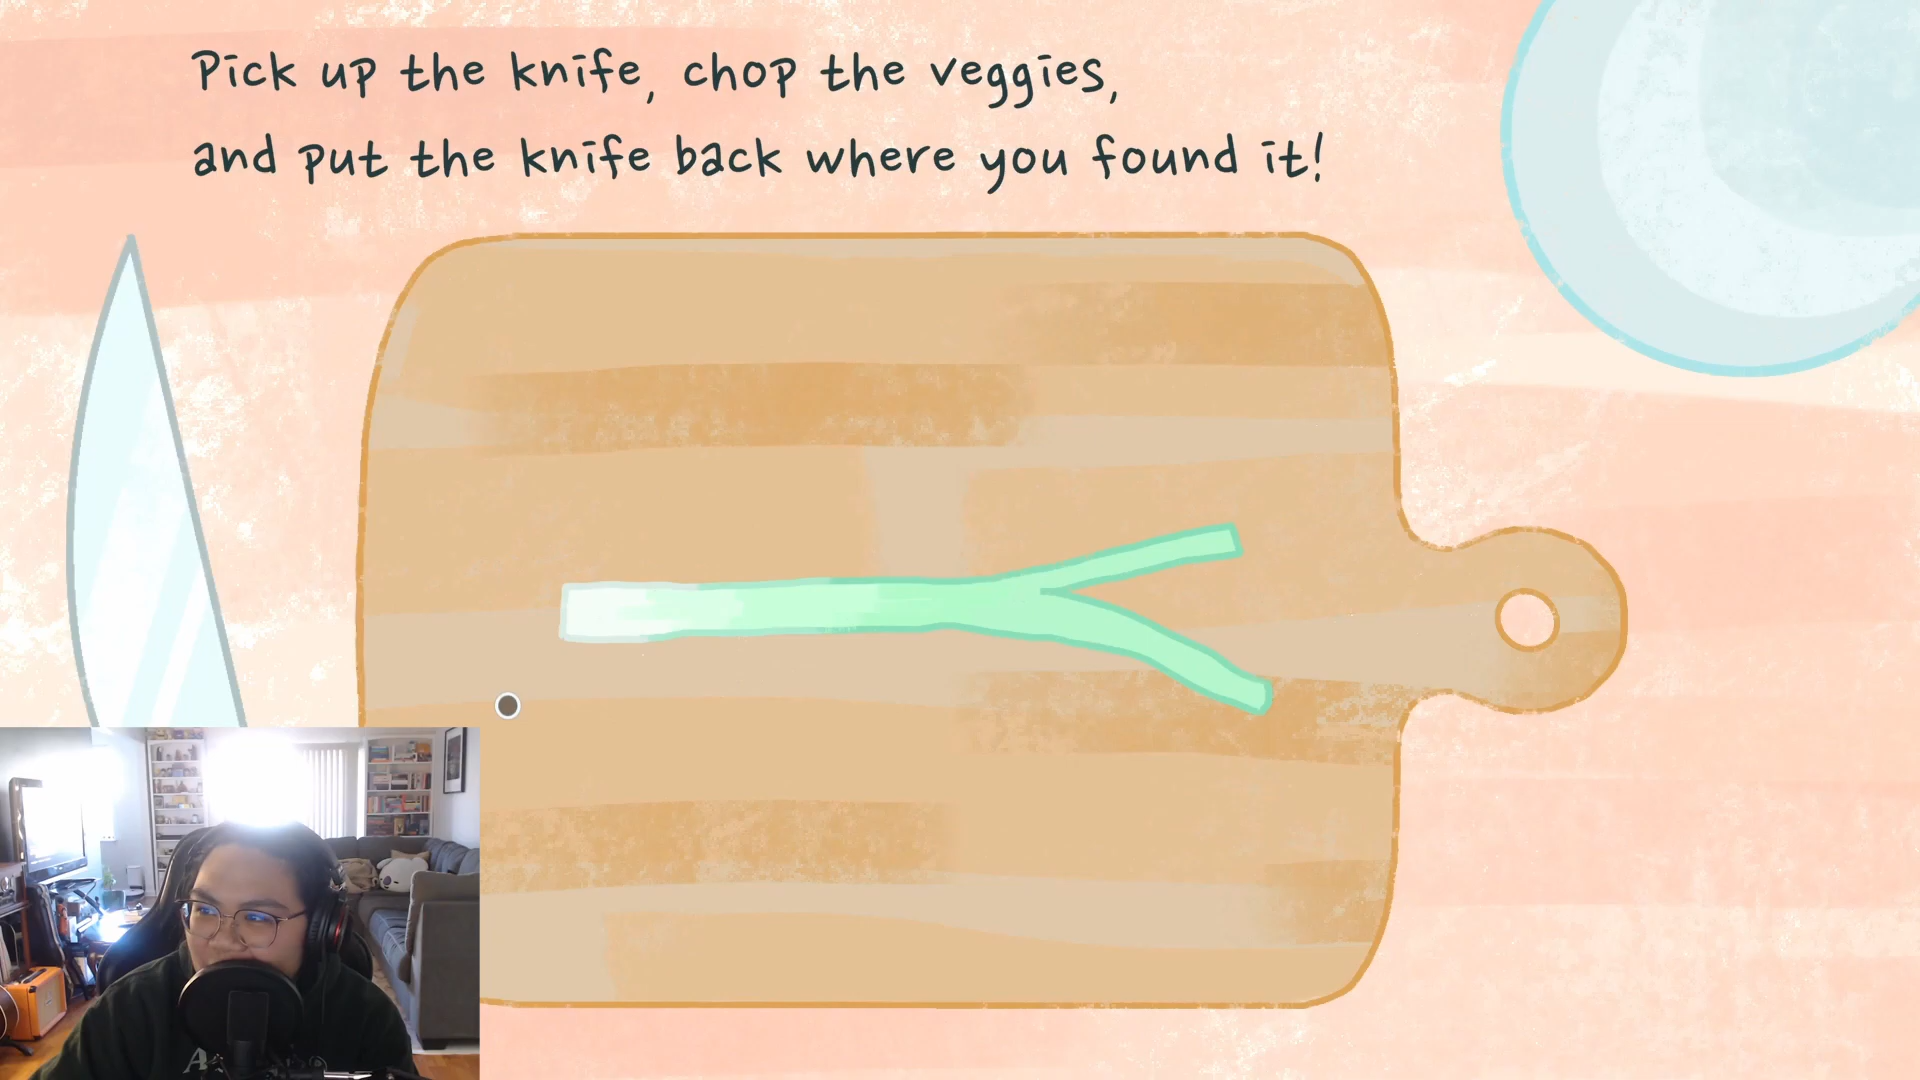 Pick up the knife, chop the veggies,
and put the knife back where you found it!